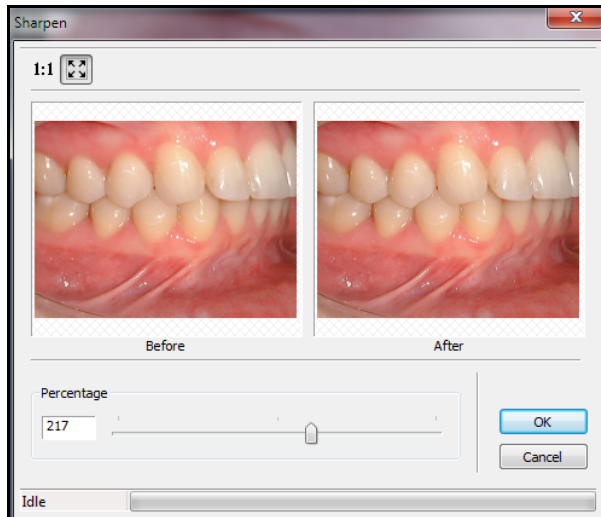 Sharpen
1:1
Before
After
Percentage
217
OK
Cancel
Idle